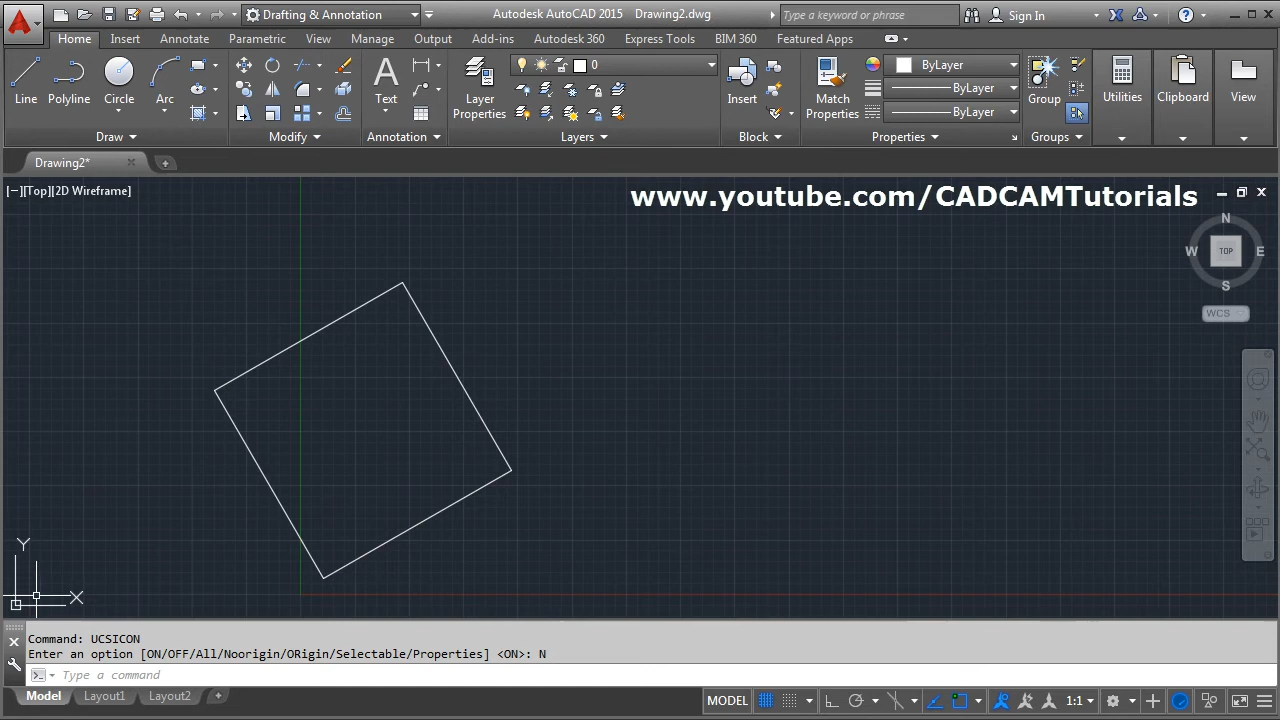 Drafting & Annotation
Autodesk AutoCAD 2015 Drawing2.dwg
Type a keyword or phrase
Sign In
Home Insert Annotate Parametric View Manage Output Add-ins Autodesk 360 Express Tools BIM 360 Featured Apps
0
ByLayer
ByLayer
ByLayer
Line Polyline Circle Arc
Text
Layer
Properties
Insert
Match
Properties
Group
Utilities
Clipboard
View
Draw Modify Annotation Layers Block Properties Groups
Drawing2*
[−][Top][2D Wireframe]
www.youtube.com/CADCAMTutorials
N
W TOP E
S
WCS
Y
X
Command: UCSICON
Enter an option [ON/OFF/All/Noorigin/ORigin/Selectable/Properties] <ON>: N
Type a command
Model Layout1 Layout2
MODEL
1:1